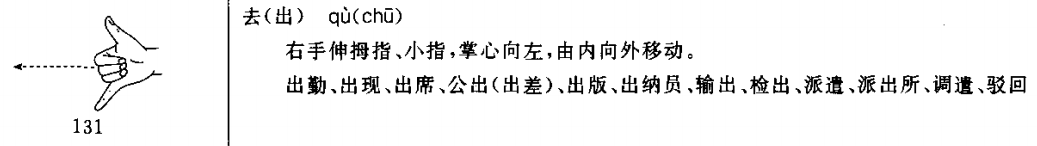 去(出) qù(chū)
右手伸拇指、小指，掌心向左，由内向外移动。
出勤、出现、出席、公出(出差)、出版、出纳员、输出、检出、派遣、派出所、调遣、驳回
131